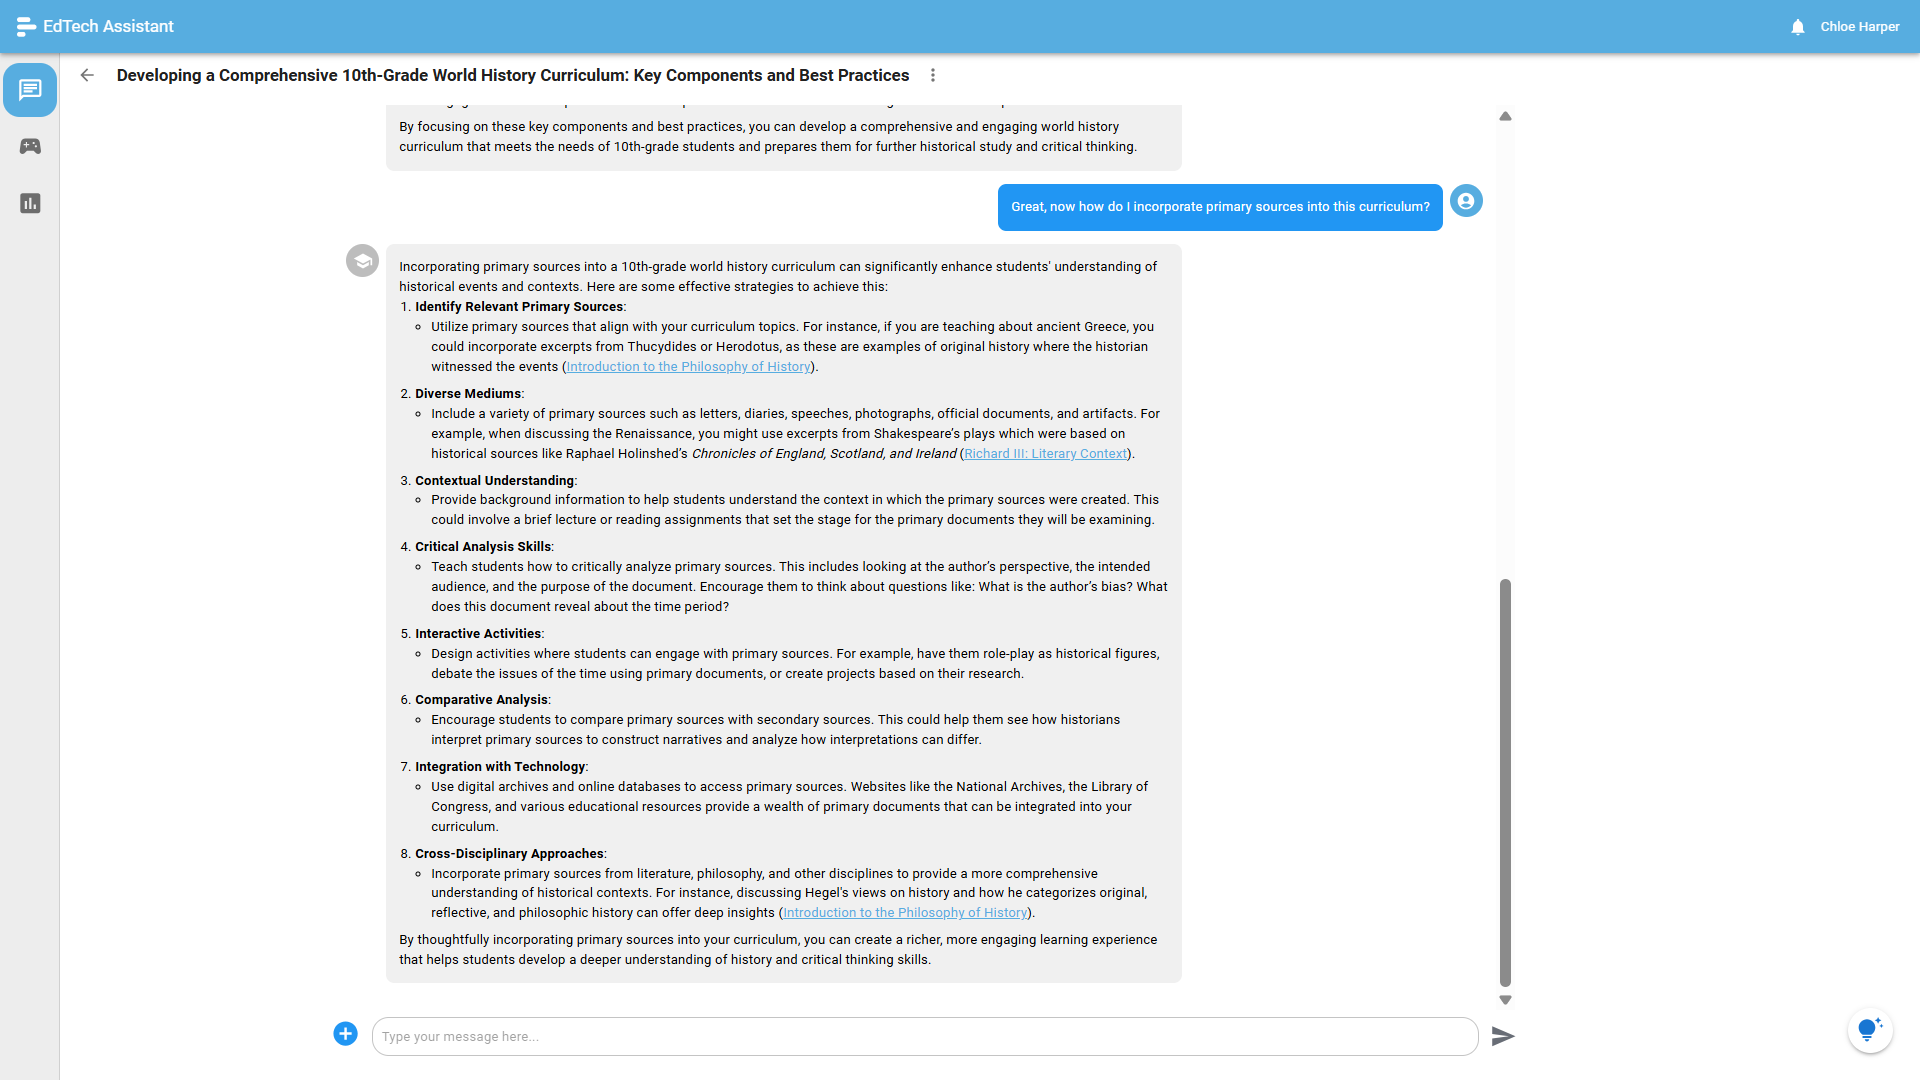 EdTech Assistant
Chloe Harper
Developing a Comprehensive 10th-Grade World History Curriculum: Key Components and Best Practices
By focusing on these key components and best practices, you can develop a comprehensive and engaging world history
curriculum that meets the needs of 10th-grade students and prepares them for further historical study and critical thinking.
Great, now how do I incorporate primary sources into this curriculum?
Incorporating primary sources into a 10th-grade world history curriculum can significantly enhance students' understanding of
historical events and contexts. Here are some effective strategies to achieve this:
1. Identify Relevant Primary Sources:
Utilize primary sources that align with your curriculum topics. For instance, if you are teaching about ancient Greece, you
could incorporate excerpts from Thucydides or Herodotus, as these are examples of original history where the historian
witnessed the events (Introduction to the Philosophy of History).
2. Diverse Mediums:
Include a variety of primary sources such as letters, diaries, speeches, photographs, official documents, and artifacts. For
example, when discussing the Renaissance, you might use excerpts from Shakespeare's plays which were based on
historical sources like Raphael Holinshed's Chronicles of England, Scotland, and Ireland (Richard III: Literary Context).
3. Contextual Understanding:
Provide background information to help students understand the context in which the primary sources were created. This
could involve a brief lecture or reading assignments that set the stage for the primary documents they will be examining.
4. Critical Analysis Skills:
Teach students how to critically analyze primary sources. This includes looking at the author's perspective, the intended
audience, and the purpose of the document. Encourage them to think about questions like: What is the author's bias? What
does this document reveal about the time period?
5. Interactive Activities:
Design activities where students can engage with primary sources. For example, have them role-play as historical figures,
debate the issues of the time using primary documents, or create projects based on their research.
6. Comparative Analysis:
Encourage students to compare primary sources with secondary sources. This could help them see how historians
interpret primary sources to construct narratives and analyze how interpretations can differ.
7. Integration with Technology:
Use digital archives and online databases to access primary sources. Websites like the National Archives, the Library of
Congress, and various educational resources provide a wealth of primary documents that can be integrated into your
curriculum.
8. Cross-Disciplinary Approaches:
Incorporate primary sources from literature, philosophy, and other disciplines to provide a more comprehensive
understanding of historical contexts. For instance, discussing Hegel's views on history and how he categorizes original,
reflective, and philosophic history can offer deep insights (Introduction to the Philosophy of History).
By thoughtfully incorporating primary sources into your curriculum, you can create a richer, more engaging learning experience
that helps students develop a deeper understanding of history and critical thinking skills.
Type your message here...